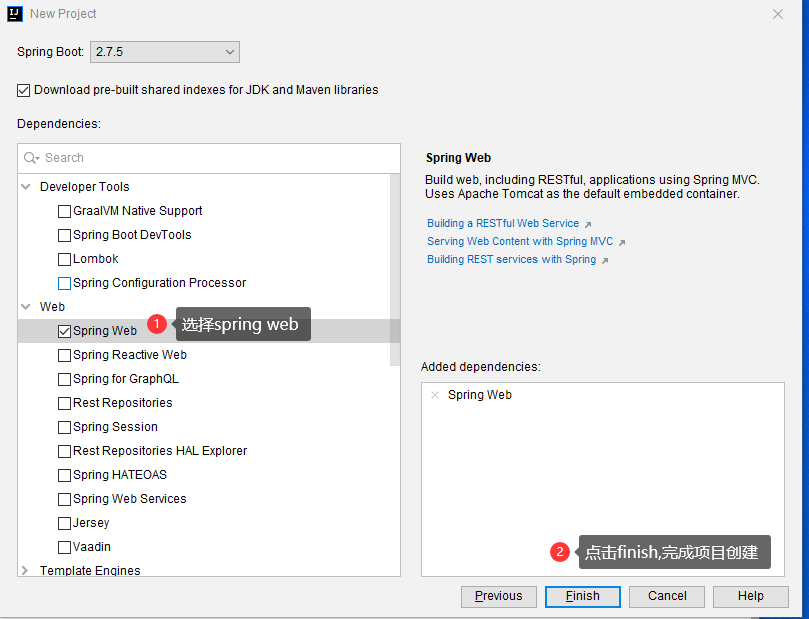 New Project
Spring Boot: 2.7.5
Download pre-built shared indexes for JDK and Maven libraries
Dependencies:
Search
Developer Tools
GraalVM Native Support
Spring Boot DevTools
Lombok
Spring Configuration Processor
Web
Spring Web
1 选择spring web
Spring Reactive Web
Spring for GraphQL
Rest Repositories
Spring Session
Rest Repositories HAL Explorer
Spring HATEOAS
Spring Web Services
Jersey
Vaadin
Template Engines
Spring Web
Build web, including RESTful, applications using Spring MVC.
Uses Apache Tomcat as the default embedded container.
Building a RESTful Web Service
Serving Web Content with Spring MVC
Building REST services with Spring
Added dependencies:
Spring Web
2 点击finish,完成项目创建
Previous Finish Cancel Help